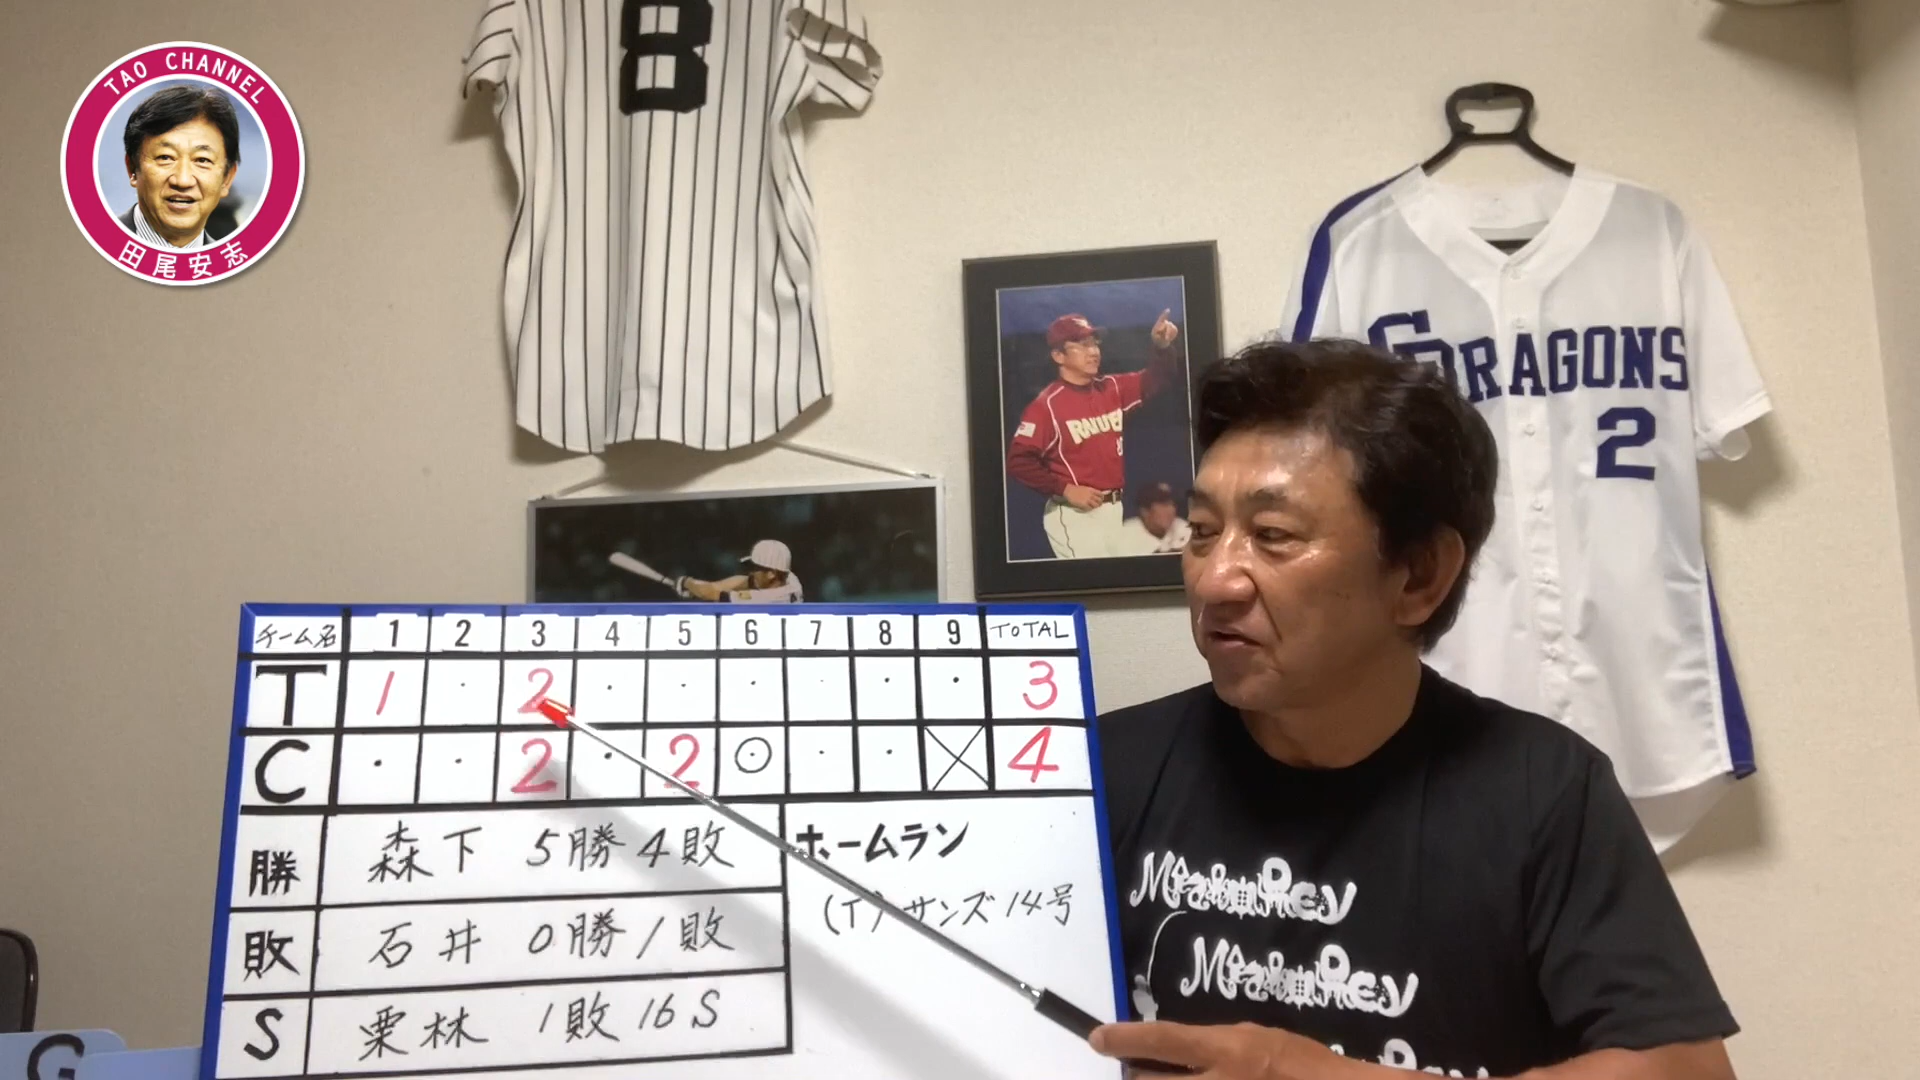 TAO CHANNEL
田尾安志
8
DRAGONS
2
チーム名 1 2 3 4 5 6 7 8 9 TOTAL
T 1 · 2 · · · · · · 3
C · · 2 · 2 ⊙ · · X 4
勝 森下 5勝4敗
敗 石井 0勝1敗
S 栗林 1敗16S
ホームラン
(T)サンズ14号
G